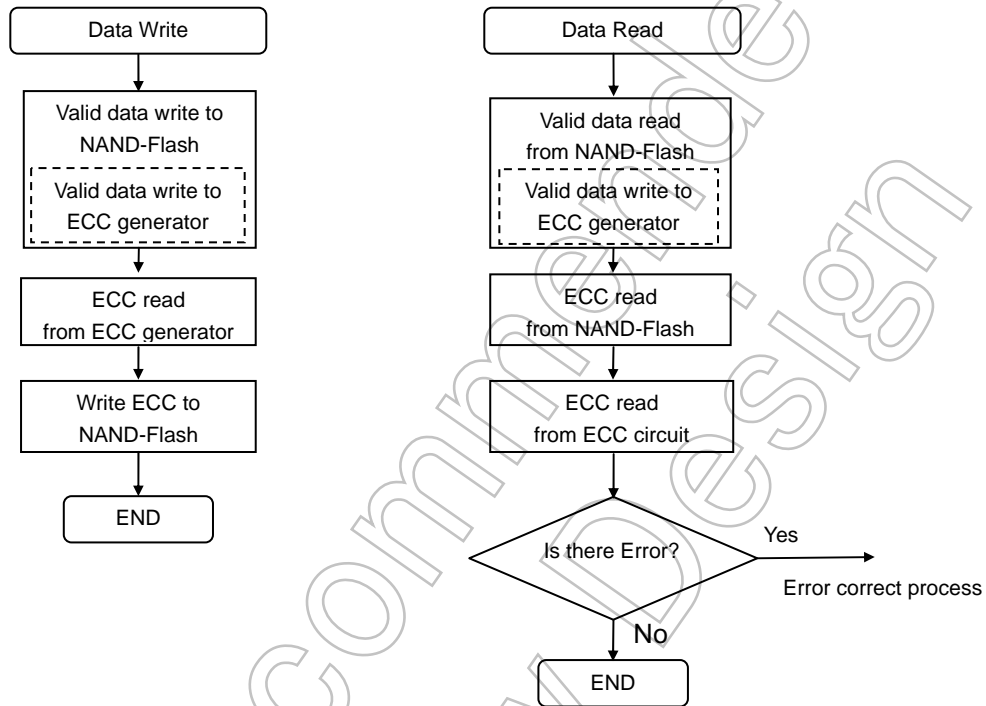 Data Write
Valid data write to
NAND-Flash
Valid data write to
ECC generator
ECC read
from ECC generator
Write ECC to
NAND-Flash
END
Data Read
Valid data read
from NAND-Flash
Valid data write to
ECC generator
ECC read
from NAND-Flash
ECC read
from ECC circuit
Is there Error?
Yes
Error correct process
No
END
commende
Design